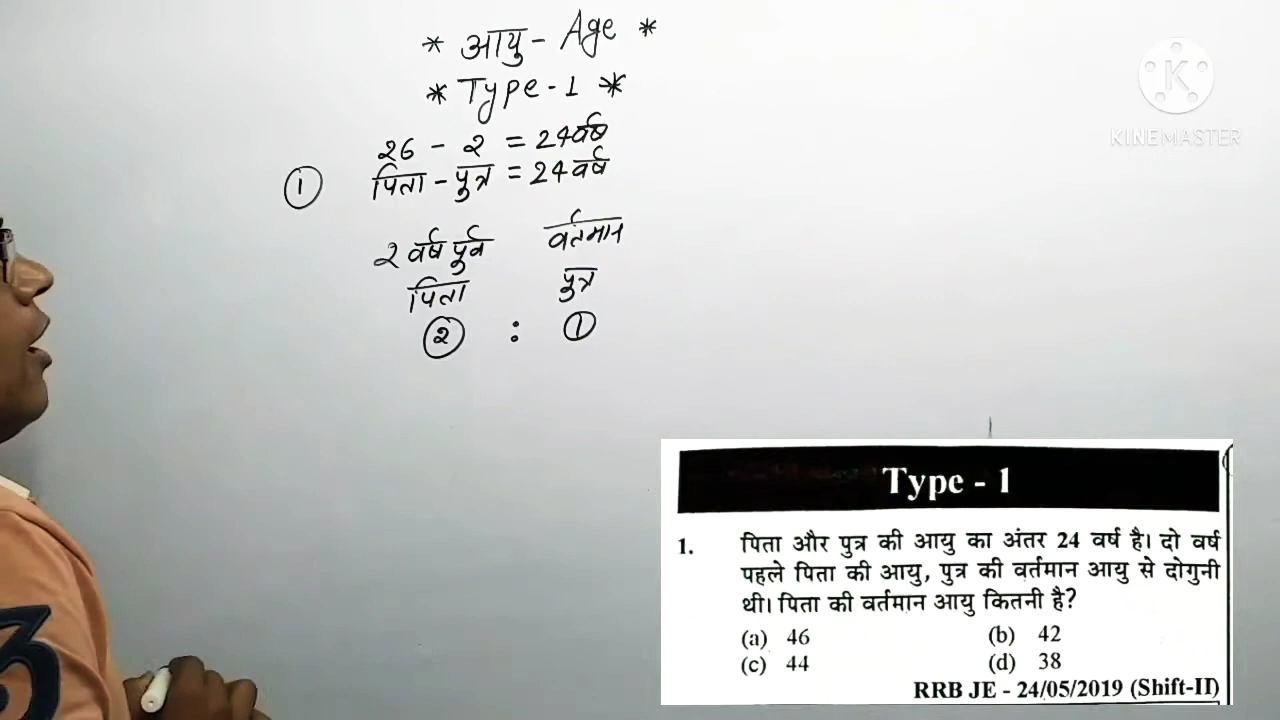 * आयु - Age *
* Type - 1 *
26 - 2 = 24 वर्ष
① पिता - पुत्र = 24 वर्ष
2 वर्ष पुर्व वर्तमान
पिता पुत्र
② : ①
K
KINEMASTER
Type - 1
1. पिता और पुत्र की आयु का अंतर 24 वर्ष है। दो वर्ष
पहले पिता की आयु, पुत्र की वर्तमान आयु से दोगुनी
थी। पिता की वर्तमान आयु कितनी है?
(a) 46 (b) 42
(c) 44 (d) 38
RRB JE - 24/05/2019 (Shift-II)